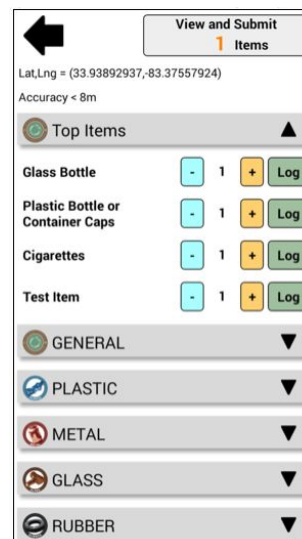 View and Submit
1 Items
Lat,Lng = (33.93892937,-83.37557924)
Accuracy < 8m
Top Items
Glass Bottle - 1 + Log
Plastic Bottle or
Container Caps - 1 + Log
Cigarettes - 1 + Log
Test Item - 1 + Log
GENERAL
PLASTIC
METAL
GLASS
RUBBER